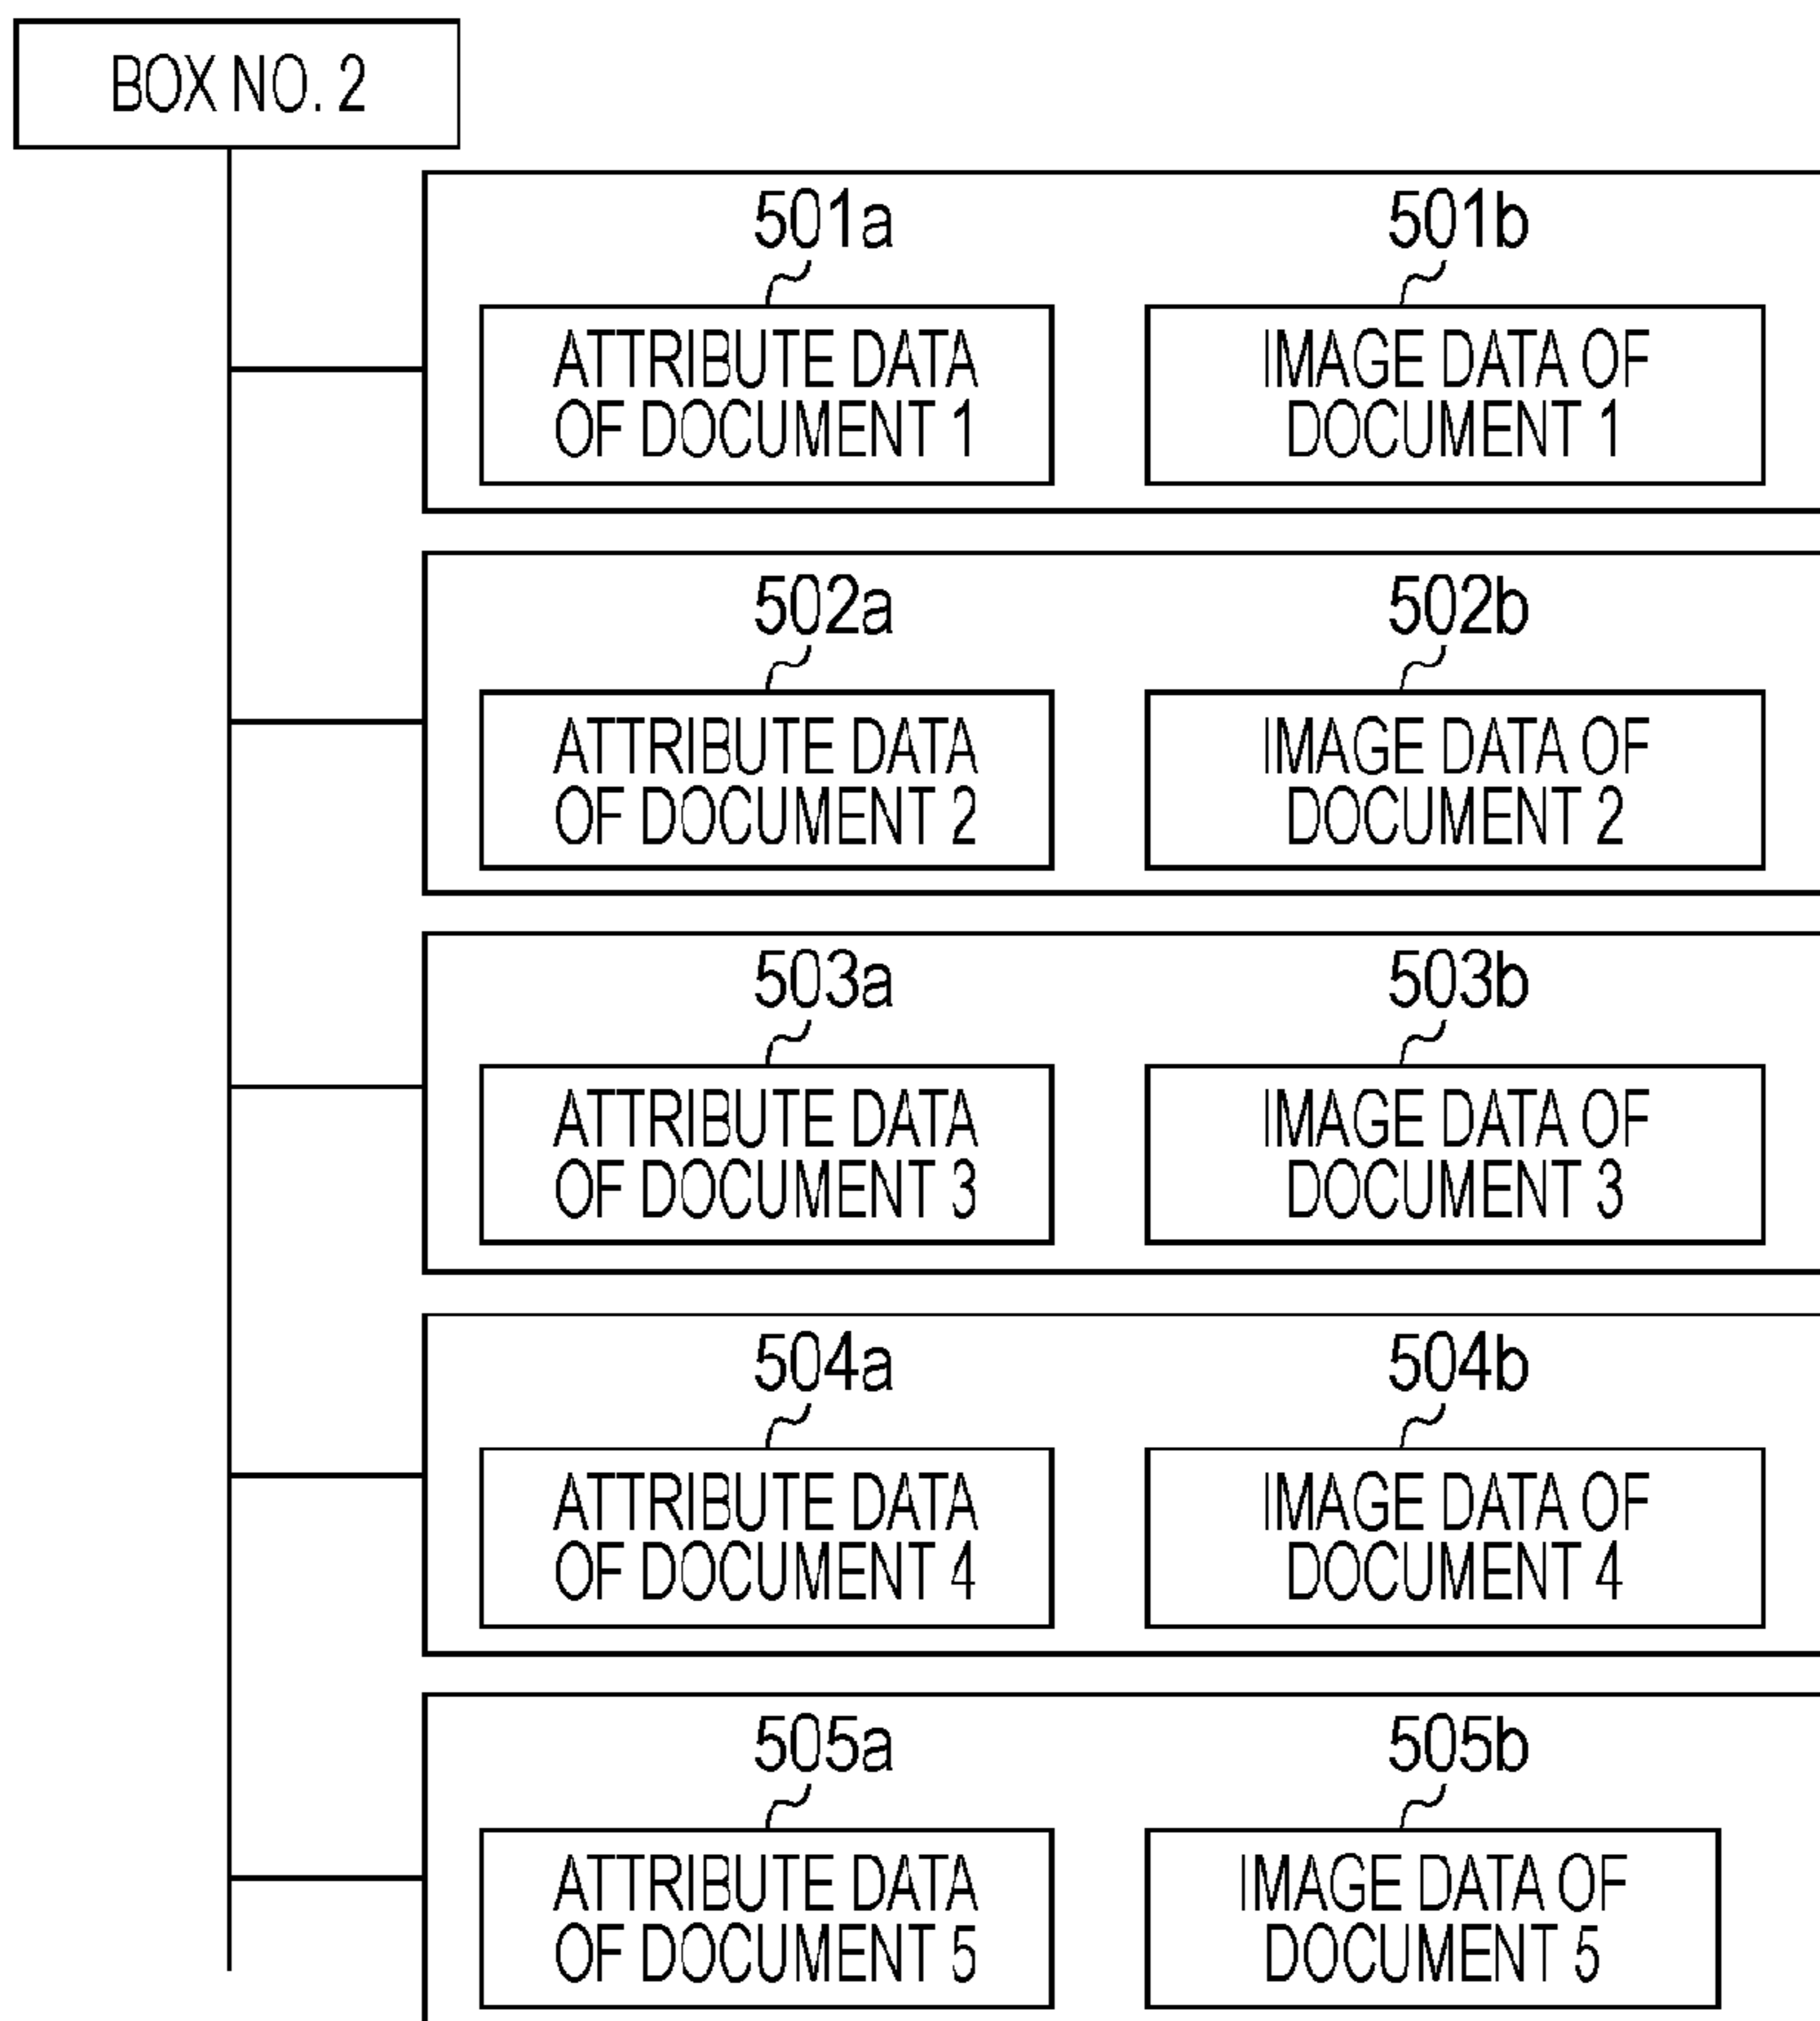 BOX NO. 2
501a 501b
ATTRIBUTE DATA
OF DOCUMENT 1
IMAGE DATA OF
DOCUMENT 1
502a 502b
ATTRIBUTE DATA
OF DOCUMENT 2
IMAGE DATA OF
DOCUMENT 2
503a 503b
ATTRIBUTE DATA
OF DOCUMENT 3
IMAGE DATA OF
DOCUMENT 3
504a 504b
ATTRIBUTE DATA
OF DOCUMENT 4
IMAGE DATA OF
DOCUMENT 4
505a 505b
ATTRIBUTE DATA
OF DOCUMENT 5
IMAGE DATA OF
DOCUMENT 5